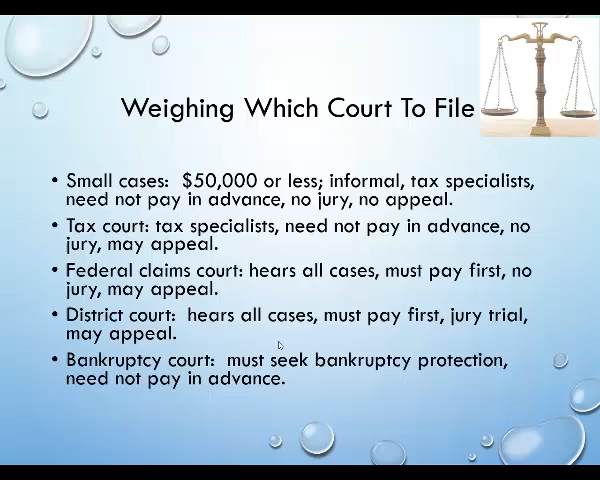 Weighing Which Court To File
• Small cases:  $50,000 or less; informal, tax specialists,
need not pay in advance, no jury, no appeal.
• Tax court: tax specialists, need not pay in advance, no
jury, may appeal.
• Federal claims court: hears all cases, must pay first, no
jury, may appeal.
• District court:  hears all cases, must pay first, jury trial,
may appeal.
• Bankruptcy court:  must seek bankruptcy protection,
need not pay in advance.